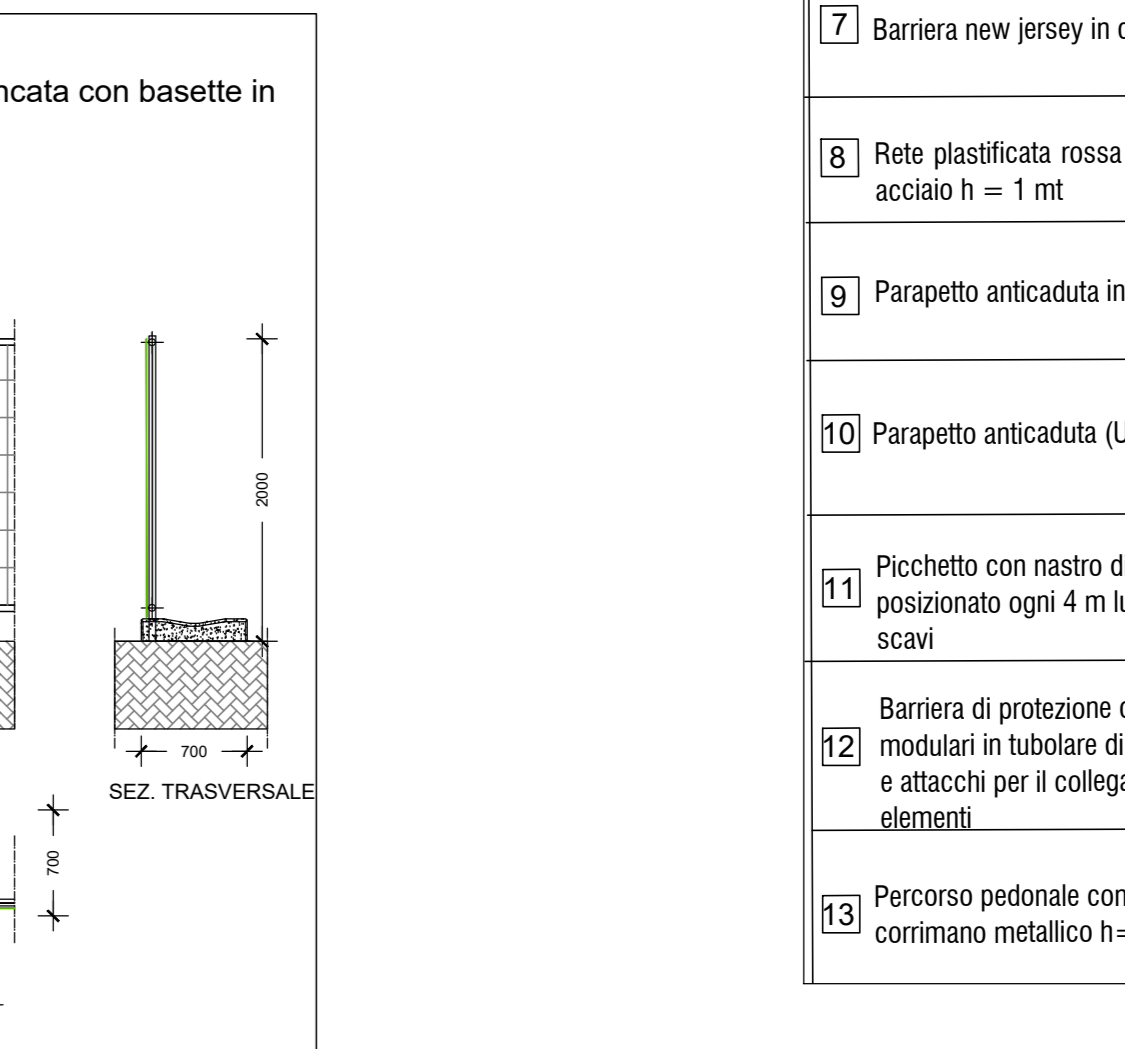 ncata con basette in
2000
700
SEZ. TRASVERSALE
700
7 Barriera new jersey in
8 Rete plastificata rossa
acciaio h = 1 mt
9 Parapetto anticaduta in
10 Parapetto anticaduta (U
11 Picchetto con nastro di
posizionato ogni 4 m lu
scavi
12 Barriera di protezione
modulari in tubolare di
e attacchi per il collega
elementi
13 Percorso pedonale con
corrimano metallico h=